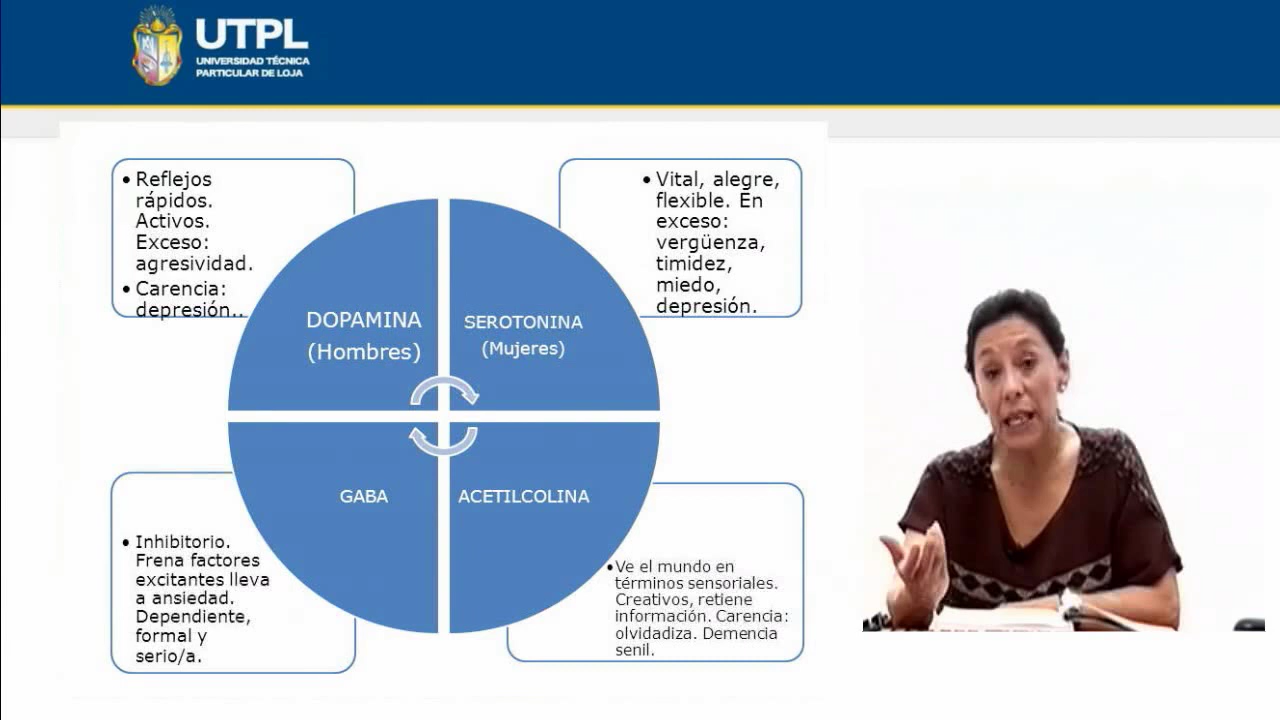 UTPL
UNIVERSIDAD TÉCNICA
PARTICULAR DE LOJA
• Reflejos
rápidos.
Activos.
Exceso:
agresividad.
• Carencia:
depresión..
• Vital, alegre,
flexible. En
exceso:
vergüenza,
timidez,
miedo,
depresión.
DOPAMINA
(Hombres)
SEROTONINA
(Mujeres)
GABA
ACETILCOLINA
• Inhibitorio.
Frena factores
excitantes lleva
a ansiedad.
Dependiente,
formal y
serio/a.
•Ve el mundo en
términos sensoriales.
Creativos, retiene
información. Carencia:
olvidadiza. Demencia
senil.